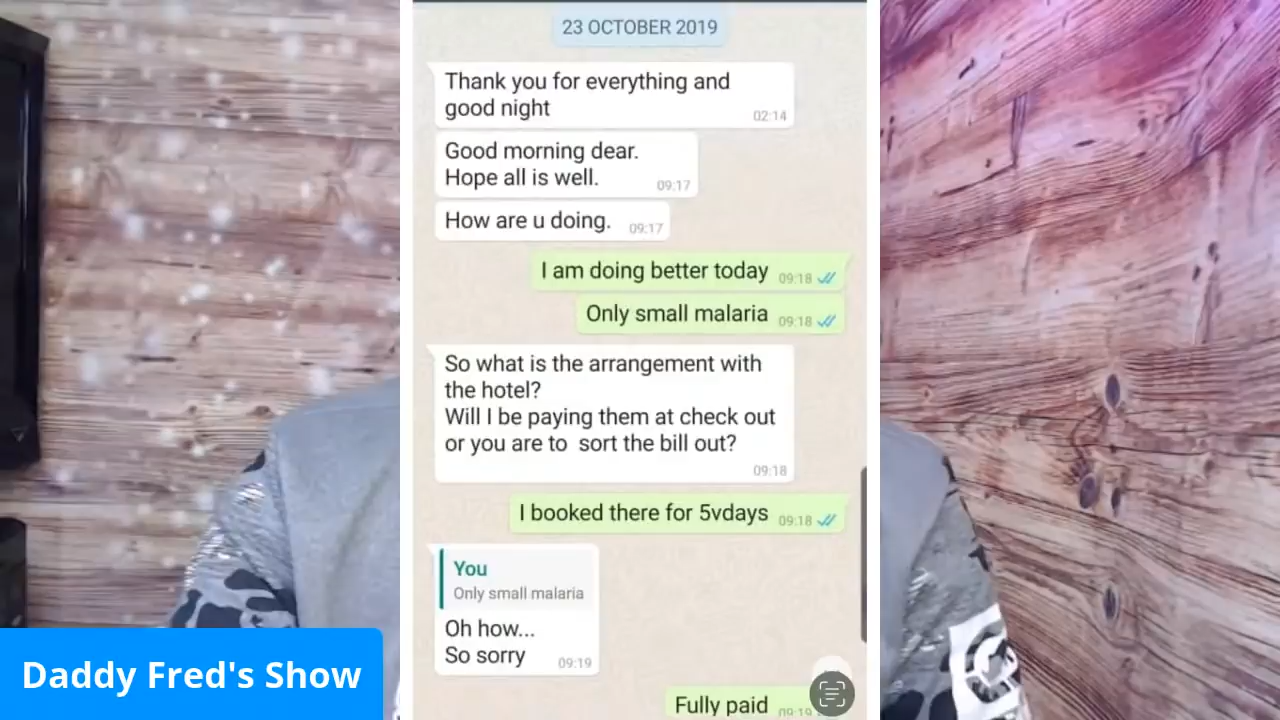 23 OCTOBER 2019
Thank you for everything and
good night
02:14
Good morning dear.
Hope all is well.
09:17
How are u doing.
09:17
I am doing better today
09:18
Only small malaria
09:18
So what is the arrangement with
the hotel?
Will I be paying them at check out
or you are to sort the bill out?
09:18
I booked there for 5vdays
09:18
You
Only small malaria
Oh how...
So sorry
09:19
Fully paid
09:19
Daddy Fred's Show